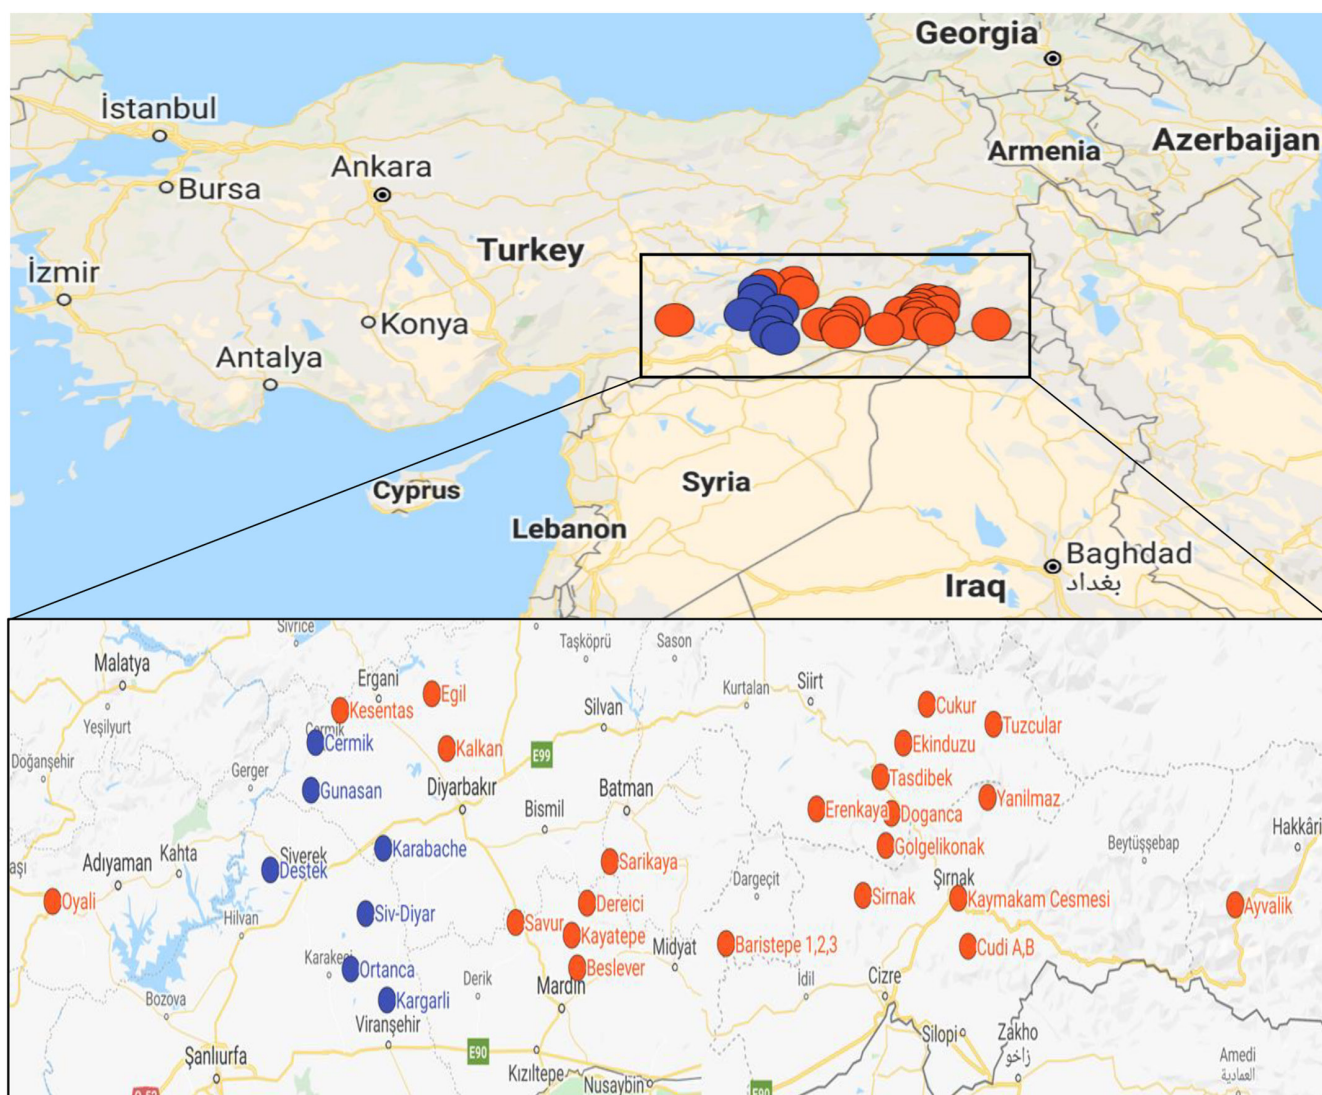 Georgia
İstanbul
Armenia
Azerbaijan
Ankara
Bursa
Turkey
İzmir
Konya
Antalya
Syria
Cyprus
Lebanon
Baghdad
بغداد
Iraq
Sivrice
Taşköprü
Sason
Malatya
Ergani
Kurtalan
Siirt
Egil
Cukur
Yeşilyurt
Kesentas
Silvan
Tuzcular
Cermik
Cermik
Kalkan
E99
Ekinduzu
Doğanşehir
Gerger
Tasdibek
Gunasan
Diyarbakır
Batman
Yanilmaz
Bismil
Erenkaya
Doganca
Hakkâri
Karabache
Golgelikonak
Beytüşşebap
Adıyaman
Kahta
Siverek
Destek
Sarikaya
aşı
Dargeçit
Şırnak
Oyali
Dereici
Sirnak
Kaymakam Cesmesi
Ayvalik
Hilvan
Siv-Diyar
Savur
Kayatepe
Midyat
Baristepe 1,2,3
Cudi A,B
Karakeçi
Ortanca
Derik
Beslever
İdil
Cizre
Mardin
Bozova
Kargarli
Viranşehir
Silopi
Zakho
زاخو
Şanlıurfa
E90
Amedi
العمادية
Kızıltepe
Nusaybin